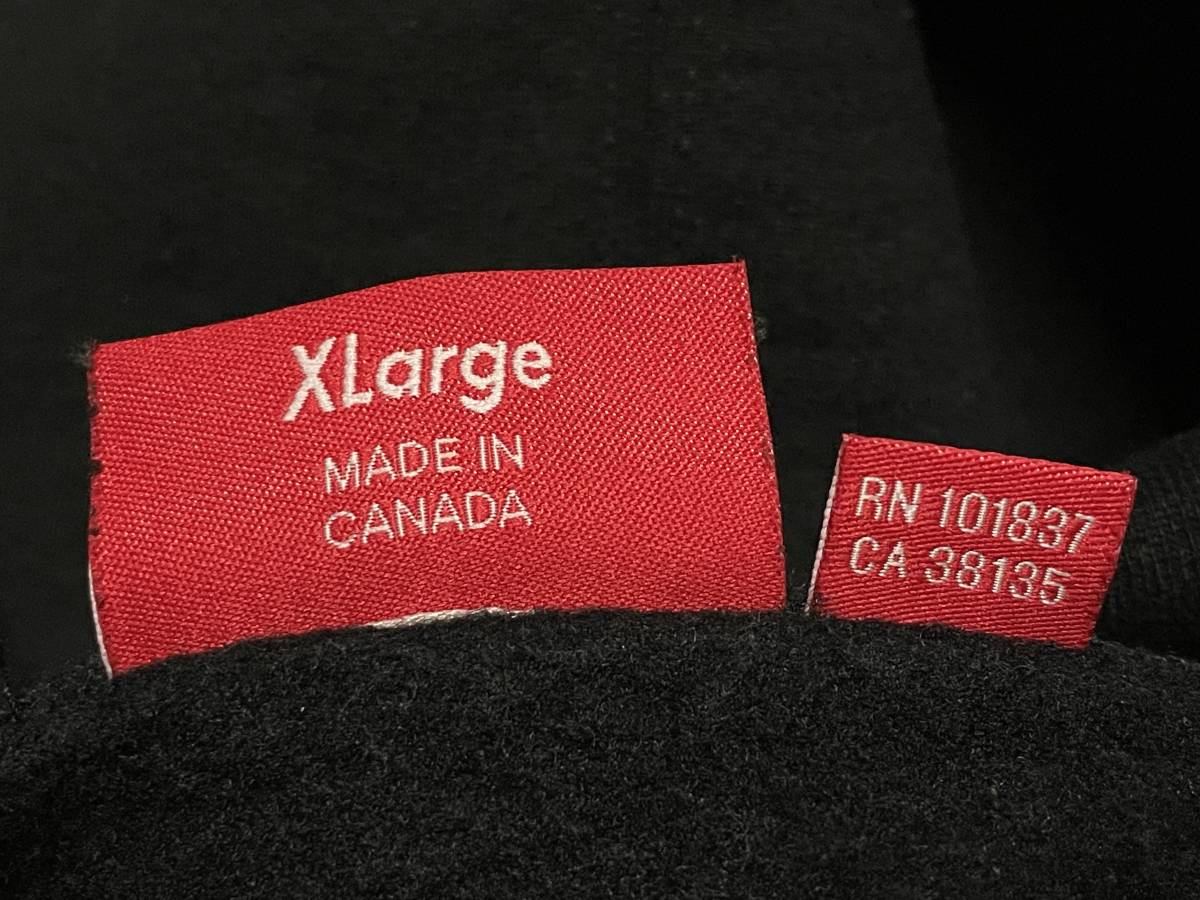 XLarge
MADE IN
CANADA
RN 101837
CA 38135